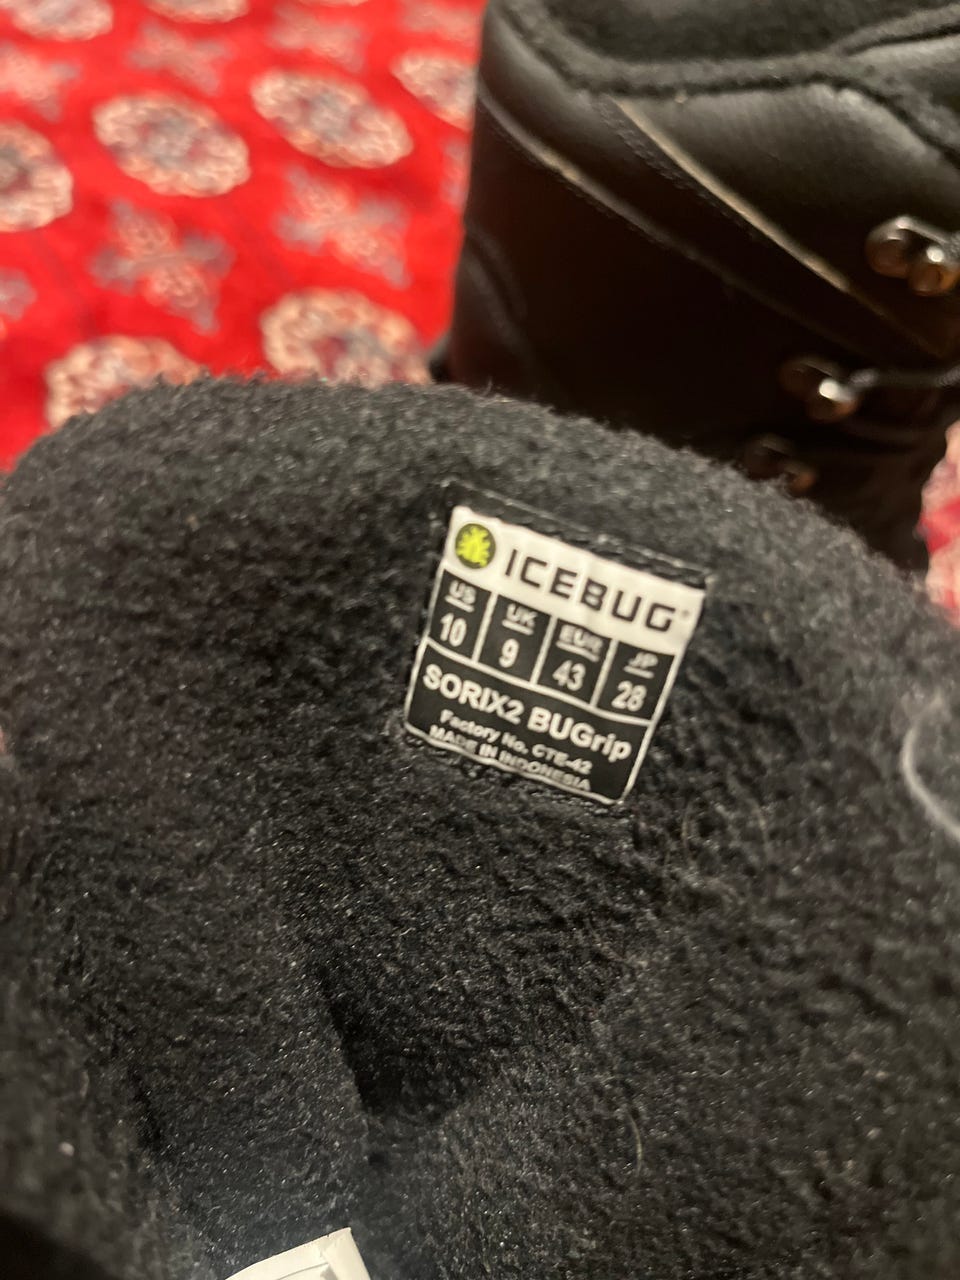 ICEBUG
US UK EUR JP
10 9 43 28
SORIX2 BUGrip
Factory No. CTE-42
MADE IN INDONESIA